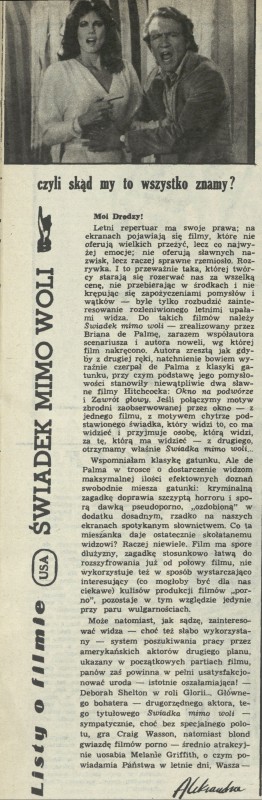 czyli skąd my to wszystko znamy?
Listy o filmie
USA
ŚWIADEK MIMO WOLI
Moi Drodzy!
Letni repertuar ma swoje prawa; na
ekranach pojawiają się filmy, które nie
oferują wielkich przeżyć, lecz co najwy-
żej emocje; nie oferują sławnych na-
zwisk, lecz raczej sprawne rzemiosło. Roz-
rywka. I to przeważnie taka, której twór-
cy starają się rozerwać nas za wszelką
cenę, nie przebierając w środkach i nie
krępując się zapożyczeniami pomysłów i
wątków — byle tylko rozbudzić zainte-
resowanie rozleniwionego letnimi upała-
mi widza. Do takich filmów należy
Świadek mimo woli — zrealizowany przez
Briana de Palmę, zarazem współautora
scenariusza i autora noweli, wg której
film nakręcono. Autora zresztą jak gdy-
by z drugiej ręki, natchnienie bowiem wy-
raźnie czerpał de Palma z klasyki ga-
tunku, przy czym podstawę jego pomysło-
wości stanowiły niewątpliwie dwa sław-
ne filmy Hitchcocka: Okno na podwórze
i Zawrót głowy. Jeśli połączymy motyw
zbrodni zaobserwowanej przez okno — z
jednego filmu, z motywem chytrze pod-
stawionego świadka, który widzi to, co ma
widzieć i przyjmuje osobę, którą widzi,
za tę, którą ma widzieć — z drugiego,
otrzymamy właśnie Świadka mimo woli...
Wspomniałam klasykę gatunku. Ale de
Palma w trosce o dostarczenie widzom
maksymalnej ilości efektownych doznań
swobodnie miesza gatunki: kryminalną
zagadkę doprawia szczyptą horroru i spo-
rą dawką pseudoporno, „ozdobioną” w
dodatku dosadnym, rzadko na naszych
ekranach spotykanym słownictwem. Co ta
mieszanka daje ostatecznie skołatanemu
widzowi? Raczej niewiele. Film ma spore
dłużyzny, zagadkę stosunkowo łatwą do
rozszyfrowania już od połowy filmu, nie
wykorzystuje też w sposób wystarczająco
interesujący (co mogłoby być dla nas
ciekawe) kulisów produkcji filmów „por-
no”, pozostaje w tym względzie jedynie
przy paru wulgarnościach.
Może natomiast, jak sądzę, zaintereso-
wać widza — choć też słabo wykorzysta-
ny — system poszukiwania pracy przez
amerykańskich aktorów drugiego planu,
ukazany w początkowych partiach filmu,
panów zaś powinna w pełni usatysfakcjo-
nować uroda — istotnie oszałamiająca! —
Deborah Shelton w roli Glorii... Główne-
go bohatera — drugorzędnego aktora, te-
go tytułowego Świadka mimo woli —
sympatycznie, choć bez specjalnego polo-
tu, gra Craig Wasson, natomiast blond
gwiazdę filmów porno — średnio atrakcyj-
nie uosabia Melanie Griffith, o czym po-
wiadamia Państwa w letnie dni, Wasza —
Aleksandra